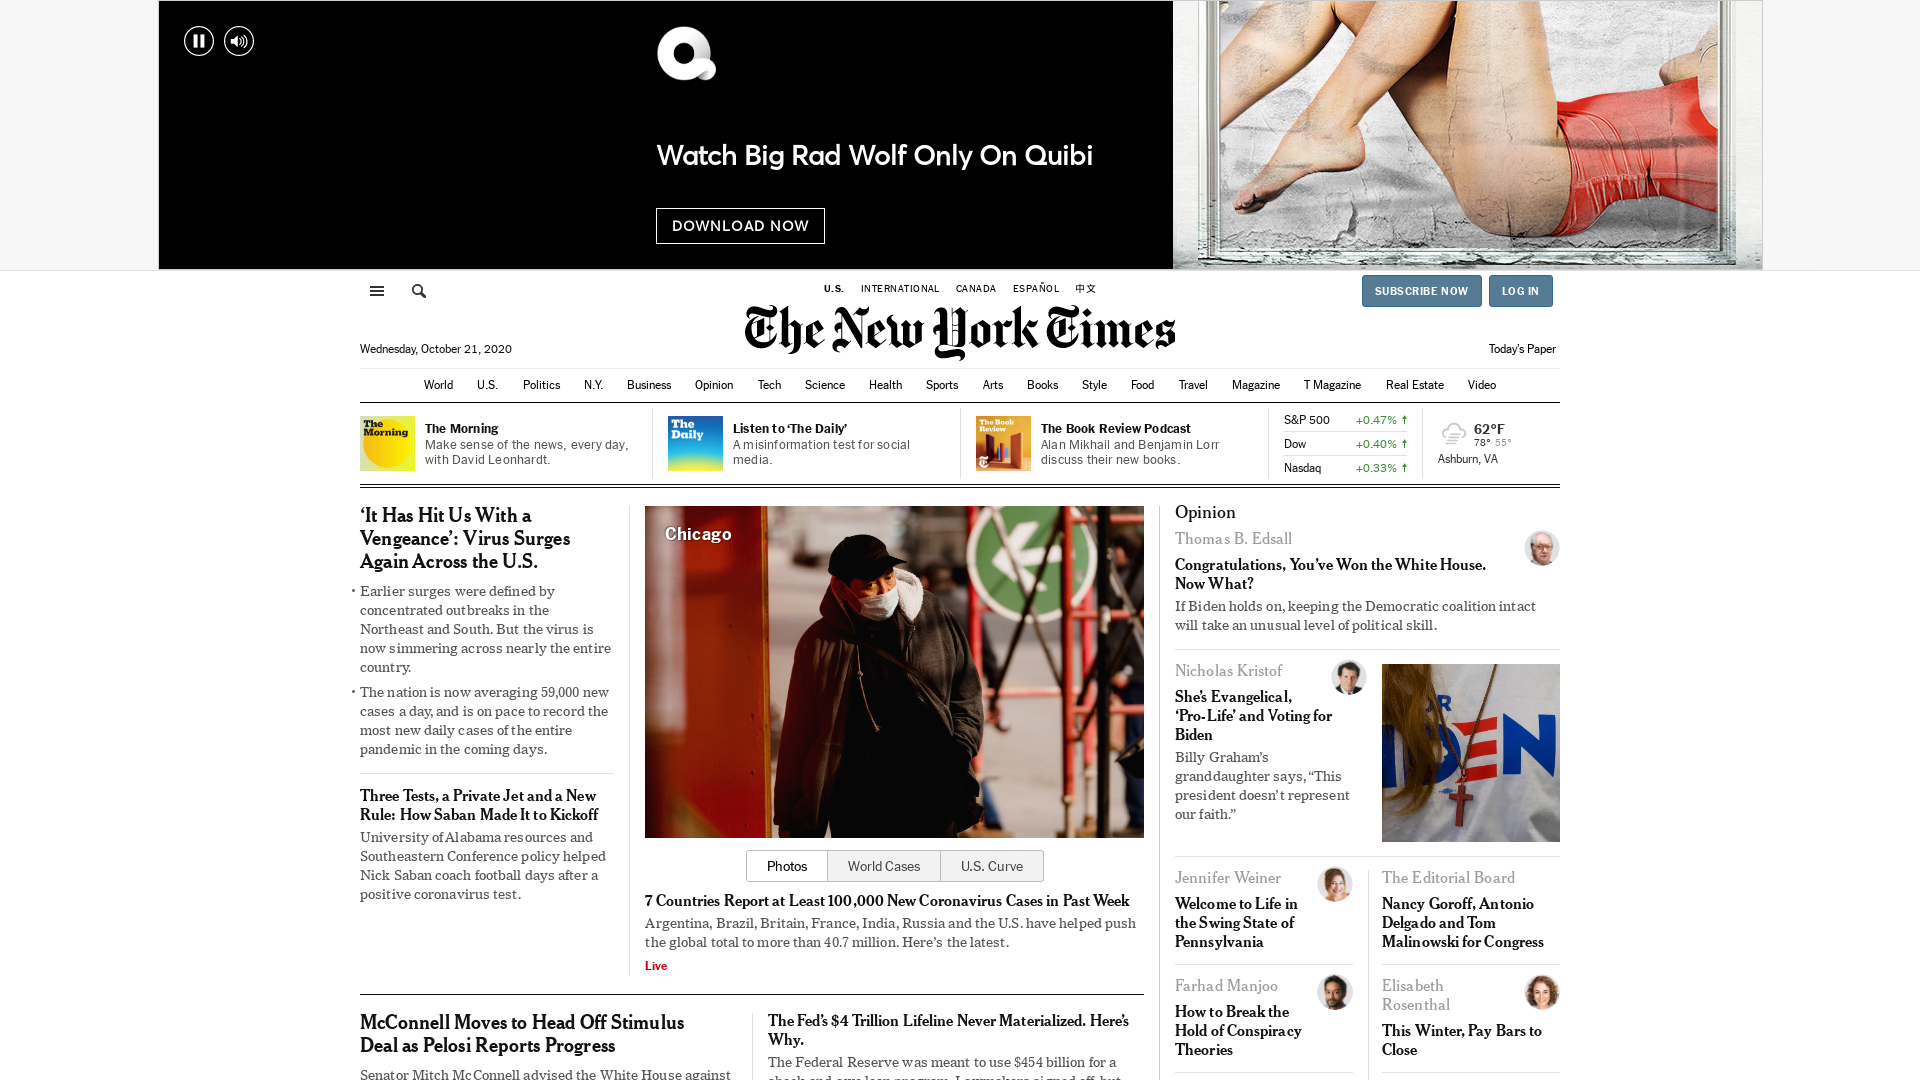 Watch Big Rad Wolf Only On Quibi
DOWNLOAD NOW
U.S. INTERNATIONAL CANADA ESPAÑOL 中文
SUBSCRIBE NOW LOG IN
The New York Times
Wednesday, October 21, 2020
Today's Paper
World U.S. Politics N.Y. Business Opinion Tech Science Health Sports Arts Books Style Food Travel Magazine T Magazine Real Estate Video
The Morning
The Morning
Make sense of the news, every day,
with David Leonhardt.
The Daily
Listen to ‘The Daily’
A misinformation test for social
media.
The Book Review
The Book Review Podcast
Alan Mikhail and Benjamin Lorr
discuss their new books.
S&P 500 +0.47%
Dow +0.40%
Nasdaq +0.33%
62°F
78° 55°
Ashburn, VA
‘It Has Hit Us With a
Vengeance’: Virus Surges
Again Across the U.S.
• Earlier surges were defined by
concentrated outbreaks in the
Northeast and South. But the virus is
now simmering across nearly the entire
country.
• The nation is now averaging 59,000 new
cases a day, and is on pace to record the
most new daily cases of the entire
pandemic in the coming days.
Three Tests, a Private Jet and a New
Rule: How Saban Made It to Kickoff
University of Alabama resources and
Southeastern Conference policy helped
Nick Saban coach football days after a
positive coronavirus test.
Chicago
Photos World Cases U.S. Curve
7 Countries Report at Least 100,000 New Coronavirus Cases in Past Week
Argentina, Brazil, Britain, France, India, Russia and the U.S. have helped push
the global total to more than 40.7 million. Here’s the latest.
Live
McConnell Moves to Head Off Stimulus
Deal as Pelosi Reports Progress
Senator Mitch McConnell advised the White House against
The Fed’s $4 Trillion Lifeline Never Materialized. Here’s
Why.
The Federal Reserve was meant to use $454 billion for a
Opinion
Thomas B. Edsall
Congratulations, You’ve Won the White House.
Now What?
If Biden holds on, keeping the Democratic coalition intact
will take an unusual level of political skill.
Nicholas Kristof
She’s Evangelical,
‘Pro-Life’ and Voting for
Biden
Billy Graham’s
granddaughter says, “This
president doesn’t represent
our faith.”
Jennifer Weiner
Welcome to Life in
the Swing State of
Pennsylvania
The Editorial Board
Nancy Goroff, Antonio
Delgado and Tom
Malinowski for Congress
Farhad Manjoo
How to Break the
Hold of Conspiracy
Theories
Elisabeth
Rosenthal
This Winter, Pay Bars to
Close